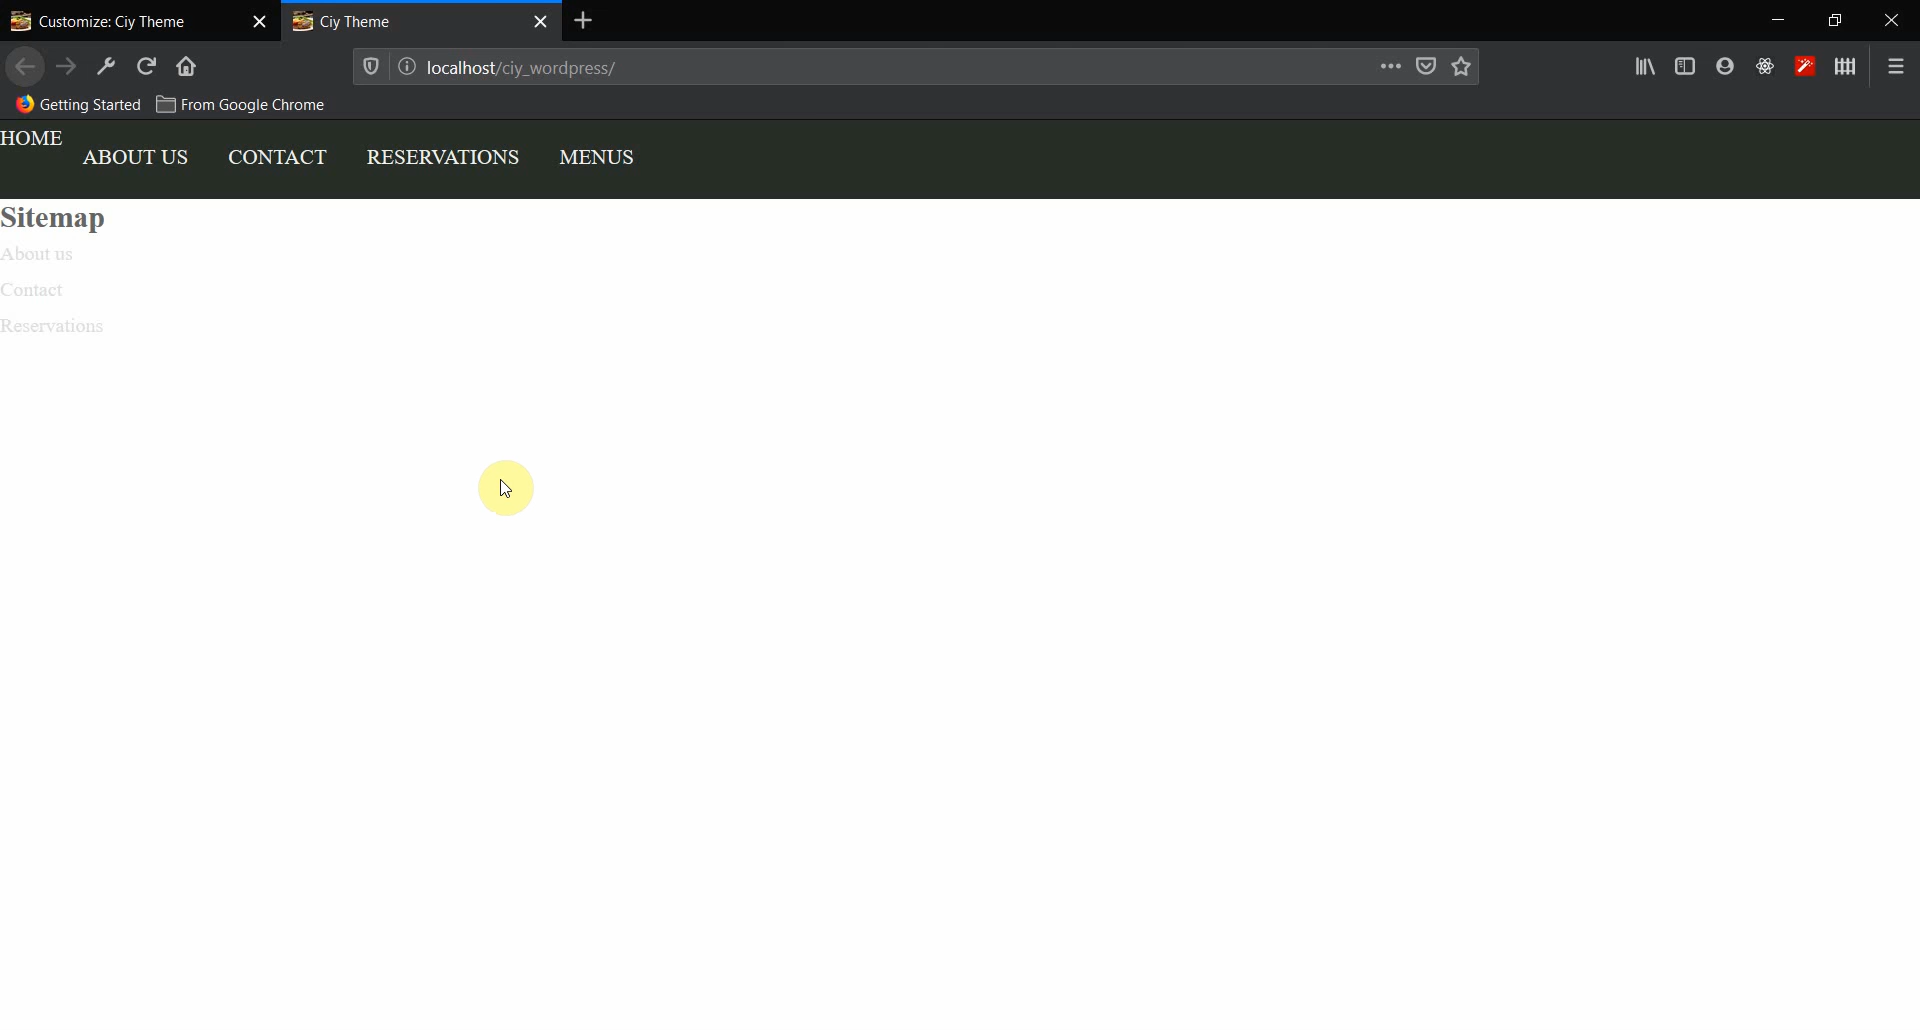 Customize: Ciy Theme
Ciy Theme
localhost/ciy_wordpress/
Getting Started
From Google Chrome
HOME
ABOUT US
CONTACT
RESERVATIONS
MENUS
Sitemap
About us
Contact
Reservations